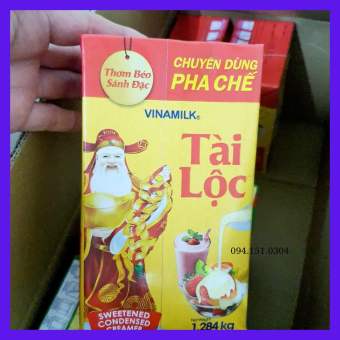 Thơm Béo
Sánh Đặc
CHUYÊN DÙNG
PHA CHẾ
VINAMILK®
Tài
Lộc
094.151.0304
SWEETENED
CONDENSED
CREAMER
1,284 kg